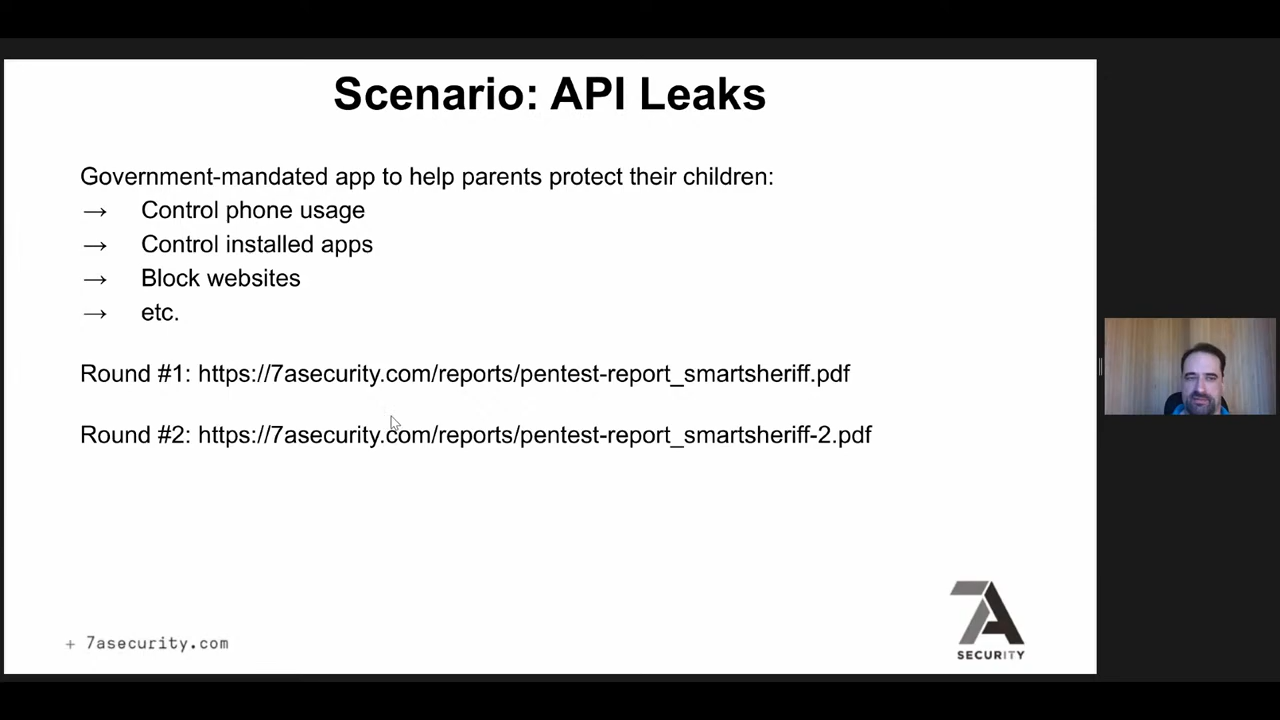 Scenario: API Leaks
Government-mandated app to help parents protect their children:
→ Control phone usage
→ Control installed apps
→ Block websites
→ etc.
Round #1: https://7asecurity.com/reports/pentest-report_smartsheriff.pdf
Round #2: https://7asecurity.com/reports/pentest-report_smartsheriff-2.pdf
+ 7asecurity.com
7A
SECURITY